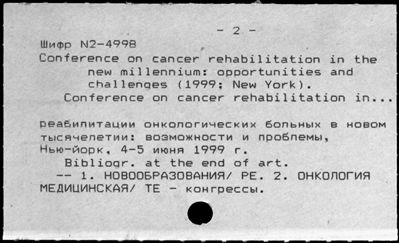 - 2 -
Шифр N2-4998
Conference on cancer rehabilitation in the
new millennium: opportunities and
challenges (1999; New York).
Conference on cancer rehabilitation in...
реабилитации онкологических больных в новом
тысячелетии: возможности и проблемы,
Нью-Йорк, 4-5 июня 1999 г.
Bibliogr. at the end of art.
-- 1. НОВООБРАЗОВАНИЯ/ РЕ. 2. ОНКОЛОГИЯ
МЕДИЦИНСКАЯ/ ТЕ - конгрессы.